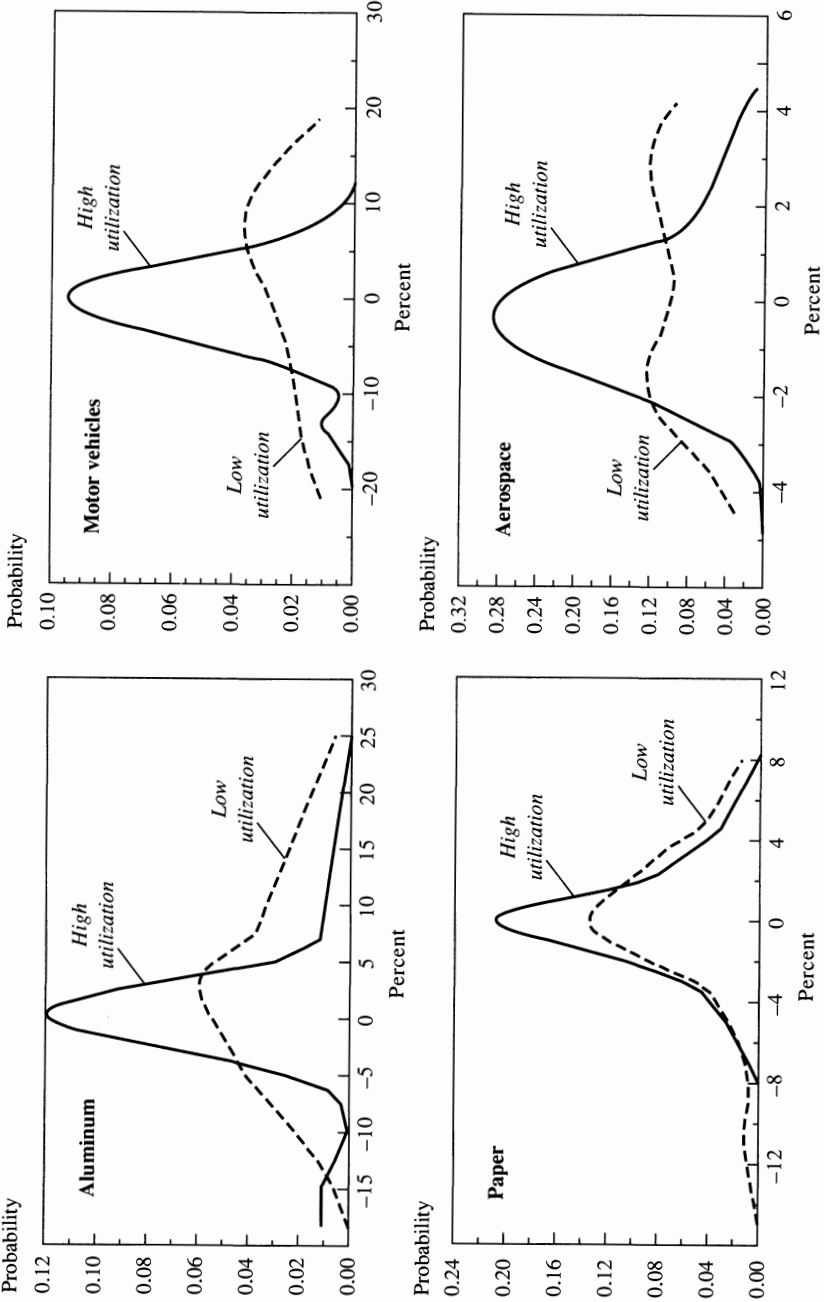 Probability
0.12
0.10
0.08
0.06
0.04
0.02
0.00
Aluminum
High
utilization
Low
utilization
−15
−10
−5
0
5
10
15
20
25
30
Percent
Probability
0.10
0.08
0.06
0.04
0.02
0.00
Motor vehicles
High
utilization
Low
utilization
−20
−10
0
10
20
30
Percent
Probability
0.24
0.20
0.16
0.12
0.08
0.04
0.00
Paper
High
utilization
Low
utilization
−12
−8
−4
0
4
8
12
Percent
Probability
0.32
0.28
0.24
0.20
0.16
0.12
0.08
0.04
0.00
Aerospace
High
utilization
Low
utilization
−4
−2
0
2
4
6
Percent